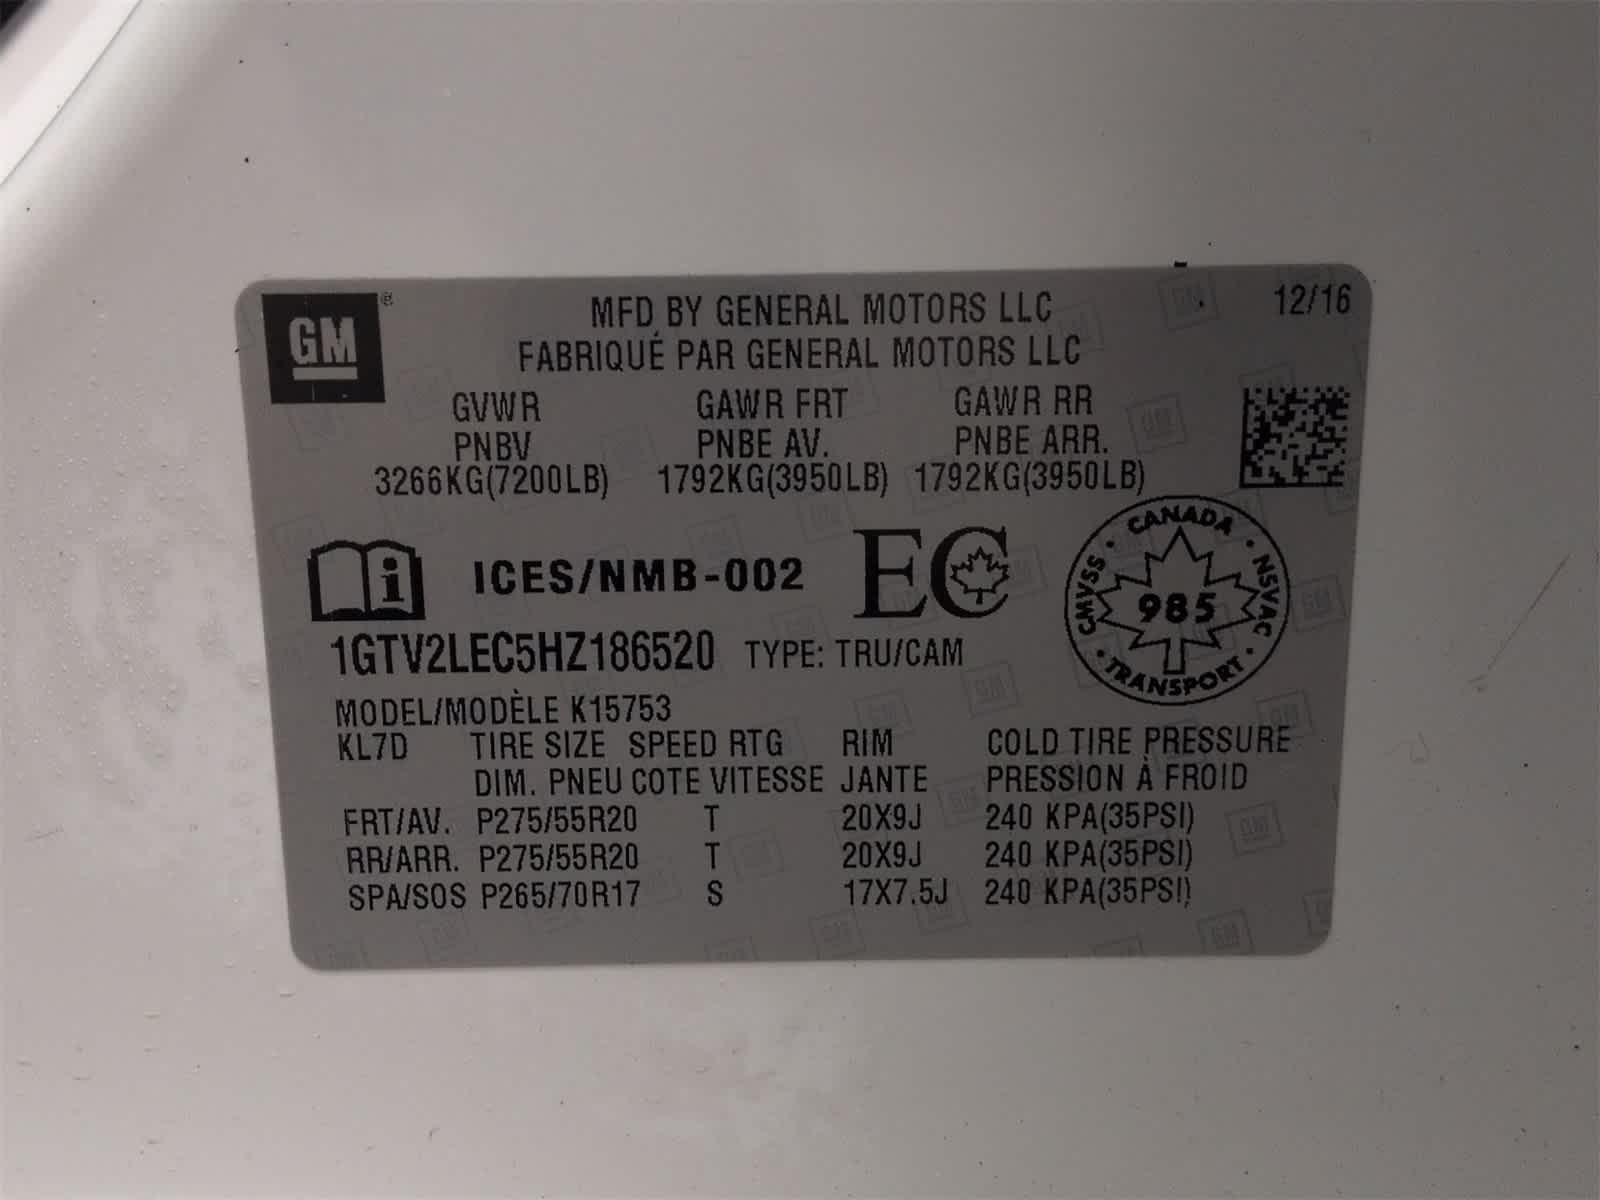 GM ®
MFD BY GENERAL MOTORS LLC 12/16
FABRIQUÉ PAR GENERAL MOTORS LLC
GVWR GAWR FRT GAWR RR
PNBV PNBE AV. PNBE ARR.
3266KG(7200LB) 1792KG(3950LB) 1792KG(3950LB)
i ICES/NMB-002 EC
CANADA CMVSS NSVAC 985 TRANSPORT
1GTV2LEC5HZ186520 TYPE: TRU/CAM
MODEL/MODÈLE K15753
KL7D TIRE SIZE SPEED RTG RIM COLD TIRE PRESSURE
DIM. PNEU COTE VITESSE JANTE PRESSION À FROID
FRT/AV. P275/55R20 T 20X9J 240 KPA(35PSI)
RR/ARR. P275/55R20 T 20X9J 240 KPA(35PSI)
SPA/SOS P265/70R17 S 17X7.5J 240 KPA(35PSI)